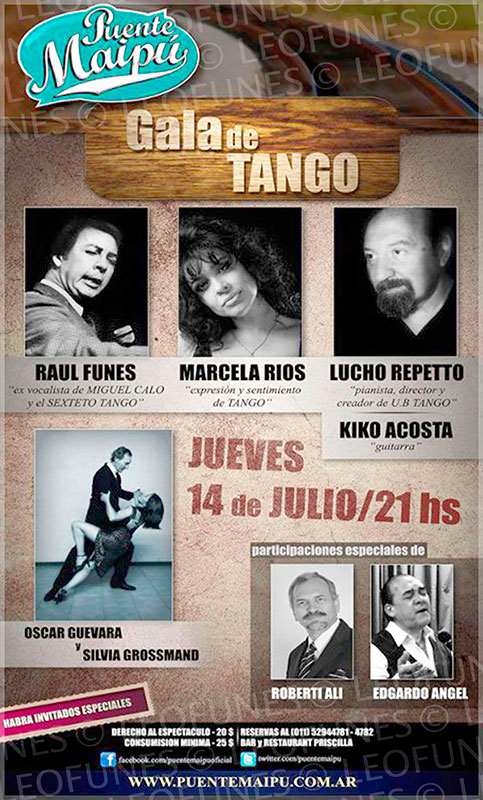 Puente
Maipú
Gala de
TANGO
RAUL FUNES
"ex vocalista de MIGUEL CALO
y el SEXTETO TANGO"
MARCELA RIOS
"expresión y sentimiento
de TANGO"
LUCHO REPETTO
"pianista, director y
creador de U.B TANGO"
KIKO ACOSTA
"guitarra"
JUEVES
14 de JULIO/21 hs
OSCAR GUEVARA
y
SILVIA GROSSMAND
participaciones especiales de
ROBERTI ALI
EDGARDO ANGEL
HABRA INVITADOS ESPECIALES
DERECHO AL ESPECTACULO - 20 $
CONSUMISION MINIMA - 25 $
RESERVAS AL (011) 52944781 - 4782
BAR y RESTAURANT PRISCILLA
facebook.com/puentemaipuoficial
twitter.com/puentemaipu
WWW.PUENTEMAIPU.COM.AR
LEOFUNES ©